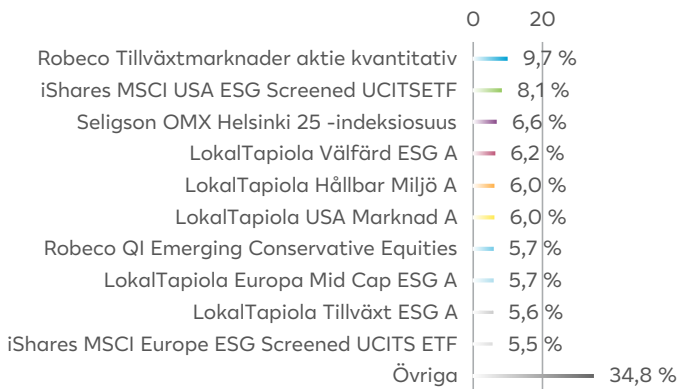 0 20
Robeco Tillväxtmarknader aktie kvantitativ 9,7 %
iShares MSCI USA ESG Screened UCITSETF 8,1 %
Seligson OMX Helsinki 25 -indeksiosuus 6,6 %
LokalTapiola Välfärd ESG A 6,2 %
LokalTapiola Hållbar Miljö A 6,0 %
LokalTapiola USA Marknad A 6,0 %
Robeco QI Emerging Conservative Equities 5,7 %
LokalTapiola Europa Mid Cap ESG A 5,7 %
LokalTapiola Tillväxt ESG A 5,6 %
iShares MSCI Europe ESG Screened UCITS ETF 5,5 %
Övriga 34,8 %